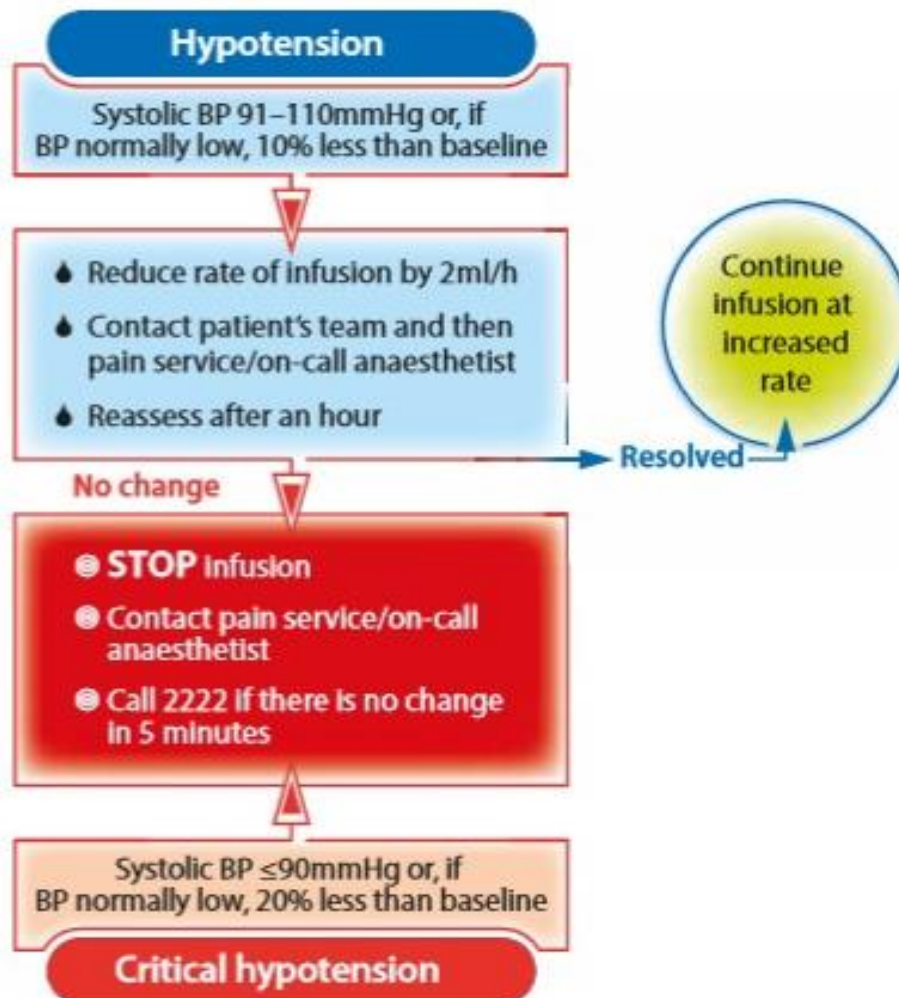 Hypotension
Systolic BP 91–110mmHg or, if
BP normally low, 10% less than baseline
Reduce rate of infusion by 2ml/h
Contact patient's team and then
pain service/on-call anaesthetist
Reassess after an hour
Resolved
Continue
infusion at
increased
rate
No change
STOP infusion
Contact pain service/on-call
anaesthetist
Call 2222 if there is no change
in 5 minutes
Systolic BP ≤90mmHg or, if
BP normally low, 20% less than baseline
Critical hypotension